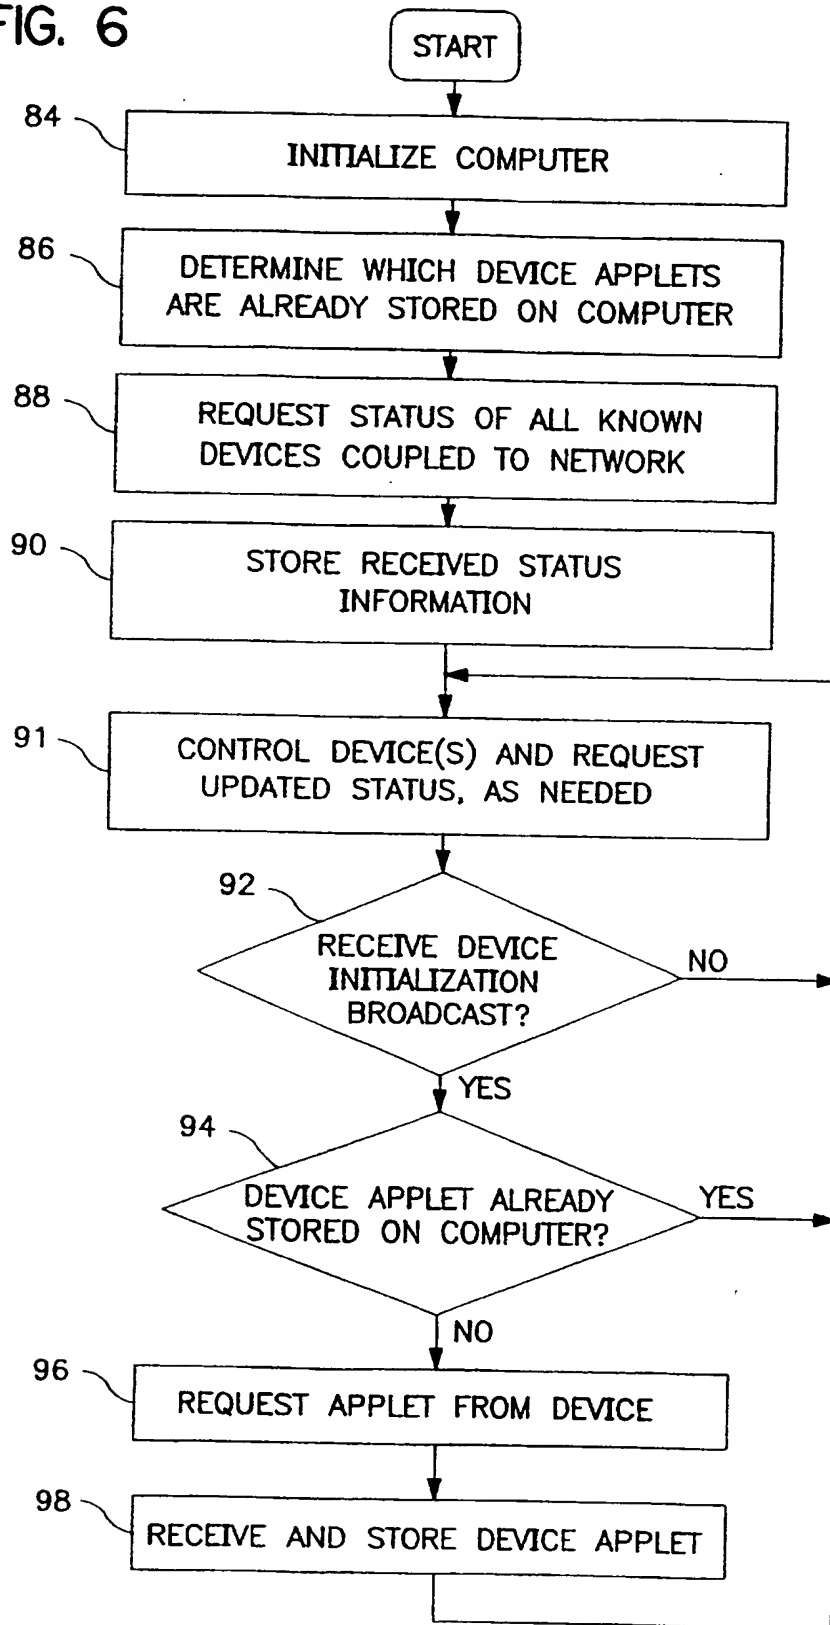 FIG. 6
START
84
INITIALIZE COMPUTER
86
DETERMINE WHICH DEVICE APPLETS
ARE ALREADY STORED ON COMPUTER
88
REQUEST STATUS OF ALL KNOWN
DEVICES COUPLED TO NETWORK
90
STORE RECEIVED STATUS
INFORMATION
91
CONTROL DEVICE(S) AND REQUEST
UPDATED STATUS, AS NEEDED
92
RECEIVE DEVICE
INITIALIZATION
BROADCAST?
NO
YES
94
DEVICE APPLET ALREADY
STORED ON COMPUTER?
YES
NO
96
REQUEST APPLET FROM DEVICE
98
RECEIVE AND STORE DEVICE APPLET